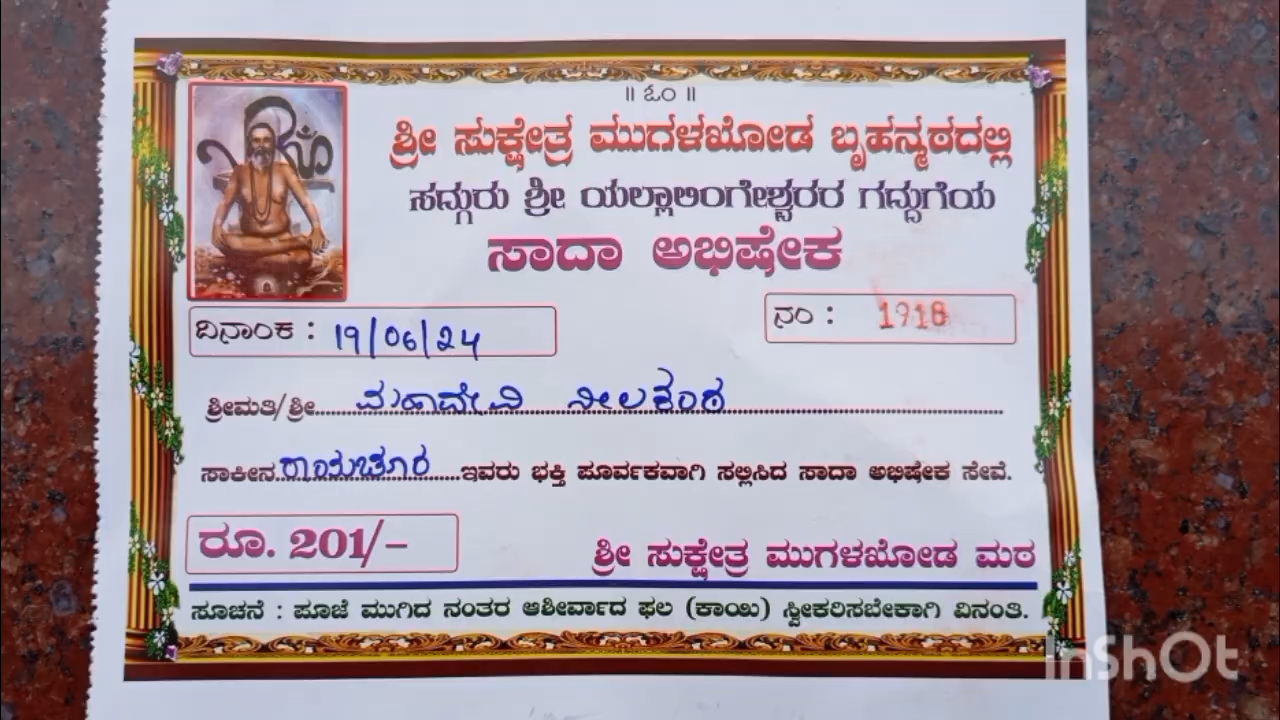 ॥ ಓಂ ॥
ಶ್ರೀ ಸುಕ್ಷೇತ್ರ ಮುಗಳಖೋಡ ಬೃಹನ್ಮಠದಲ್ಲಿ
ಸದ್ಗುರು ಶ್ರೀ ಯಲ್ಲಾಲಿಂಗೇಶ್ವರರ ಗದ್ದುಗೆಯ
ಸಾದಾ ಅಭಿಷೇಕ
ದಿನಾಂಕ : 19/06/24
ನಂ : 1918
ಶ್ರೀಮತಿ/ಶ್ರೀ ಮಹಾದೇವಿ ನೀಲಕಂಠ
ಸಾಕೀನ ರಾಯಚೂರ ಇವರು ಭಕ್ತಿ ಪೂರ್ವಕವಾಗಿ ಸಲ್ಲಿಸಿದ ಸಾದಾ ಅಭಿಷೇಕ ಸೇವೆ.
ರೂ. 201/-
ಶ್ರೀ ಸುಕ್ಷೇತ್ರ ಮುಗಳಖೋಡ ಮಠ
ಸೂಚನೆ : ಪೂಜೆ ಮುಗಿದ ನಂತರ ಆಶೀರ್ವಾದ ಫಲ (ಕಾಯಿ) ಸ್ವೀಕರಿಸಬೇಕಾಗಿ ವಿನಂತಿ.
InShOt